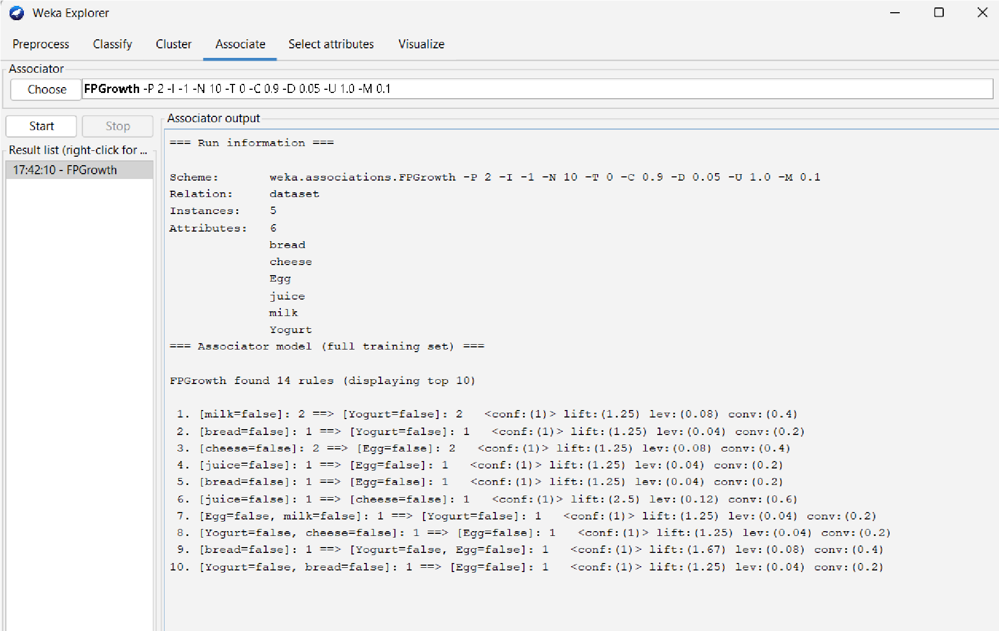 Weka Explorer
Preprocess Classify Cluster Associate Select attributes Visualize
Associator
Choose FPGrowth -P 2 -I -1 -N 10 -T 0 -C 0.9 -D 0.05 -U 1.0 -M 0.1
Start Stop
Result list (right-click for ...
17:42:10 - FPGrowth
Associator output
=== Run information ===
Scheme: weka.associations.FPGrowth -P 2 -I -1 -N 10 -T 0 -C 0.9 -D 0.05 -U 1.0 -M 0.1
Relation: dataset
Instances: 5
Attributes: 6
bread
cheese
Egg
juice
milk
Yogurt
=== Associator model (full training set) ===
FPGrowth found 14 rules (displaying top 10)
1. [milk=false]: 2 ==> [Yogurt=false]: 2 <conf:(1)> lift:(1.25) lev:(0.08) conv:(0.4)
2. [bread=false]: 1 ==> [Yogurt=false]: 1 <conf:(1)> lift:(1.25) lev:(0.04) conv:(0.2)
3. [cheese=false]: 2 ==> [Egg=false]: 2 <conf:(1)> lift:(1.25) lev:(0.08) conv:(0.4)
4. [juice=false]: 1 ==> [Egg=false]: 1 <conf:(1)> lift:(1.25) lev:(0.04) conv:(0.2)
5. [bread=false]: 1 ==> [Egg=false]: 1 <conf:(1)> lift:(1.25) lev:(0.04) conv:(0.2)
6. [juice=false]: 1 ==> [cheese=false]: 1 <conf:(1)> lift:(2.5) lev:(0.12) conv:(0.6)
7. [Egg=false, milk=false]: 1 ==> [Yogurt=false]: 1 <conf:(1)> lift:(1.25) lev:(0.04) conv:(0.2)
8. [Yogurt=false, cheese=false]: 1 ==> [Egg=false]: 1 <conf:(1)> lift:(1.25) lev:(0.04) conv:(0.2)
9. [bread=false]: 1 ==> [Yogurt=false, Egg=false]: 1 <conf:(1)> lift:(1.67) lev:(0.08) conv:(0.4)
10. [Yogurt=false, bread=false]: 1 ==> [Egg=false]: 1 <conf:(1)> lift:(1.25) lev:(0.04) conv:(0.2)